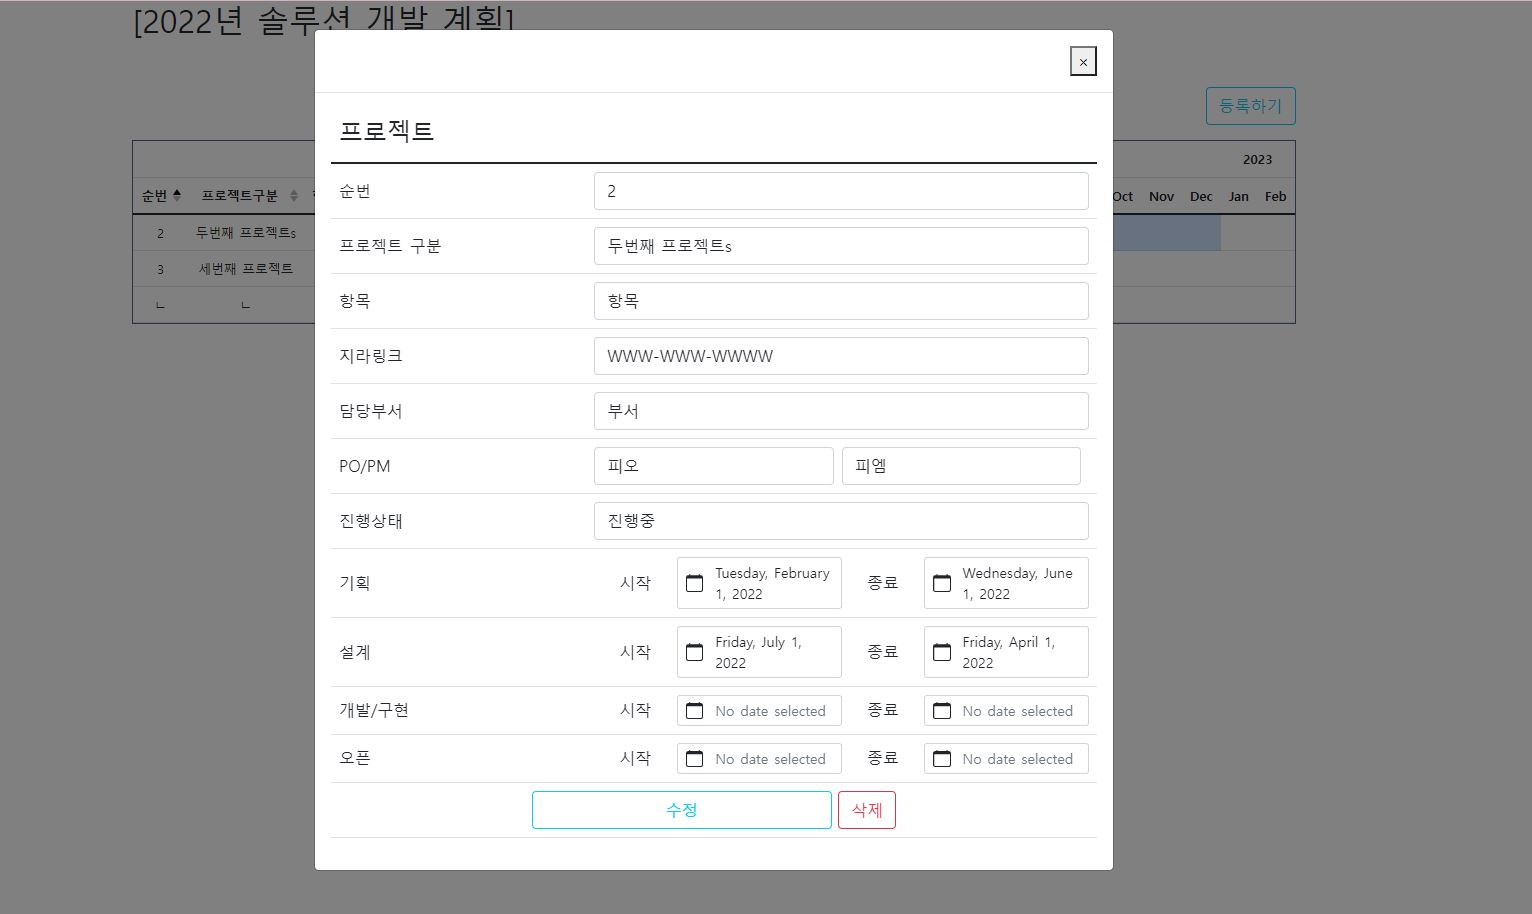 [2022년 솔루션 개발 계획]
×
등록하기
프로젝트
2023
순번 프로젝트구분
Oct Nov Dec Jan Feb
2 두번째 프로젝트s
3 세번째 프로젝트
ㄴ ㄴ
순번 2
프로젝트 구분 두번째 프로젝트s
항목 항목
지라링크 WWW-WWW-WWWW
담당부서 부서
PO/PM 피오 피엠
진행상태 진행중
기획 시작 Tuesday, February 1, 2022 종료 Wednesday, June 1, 2022
설계 시작 Friday, July 1, 2022 종료 Friday, April 1, 2022
개발/구현 시작 No date selected 종료 No date selected
오픈 시작 No date selected 종료 No date selected
수정 삭제